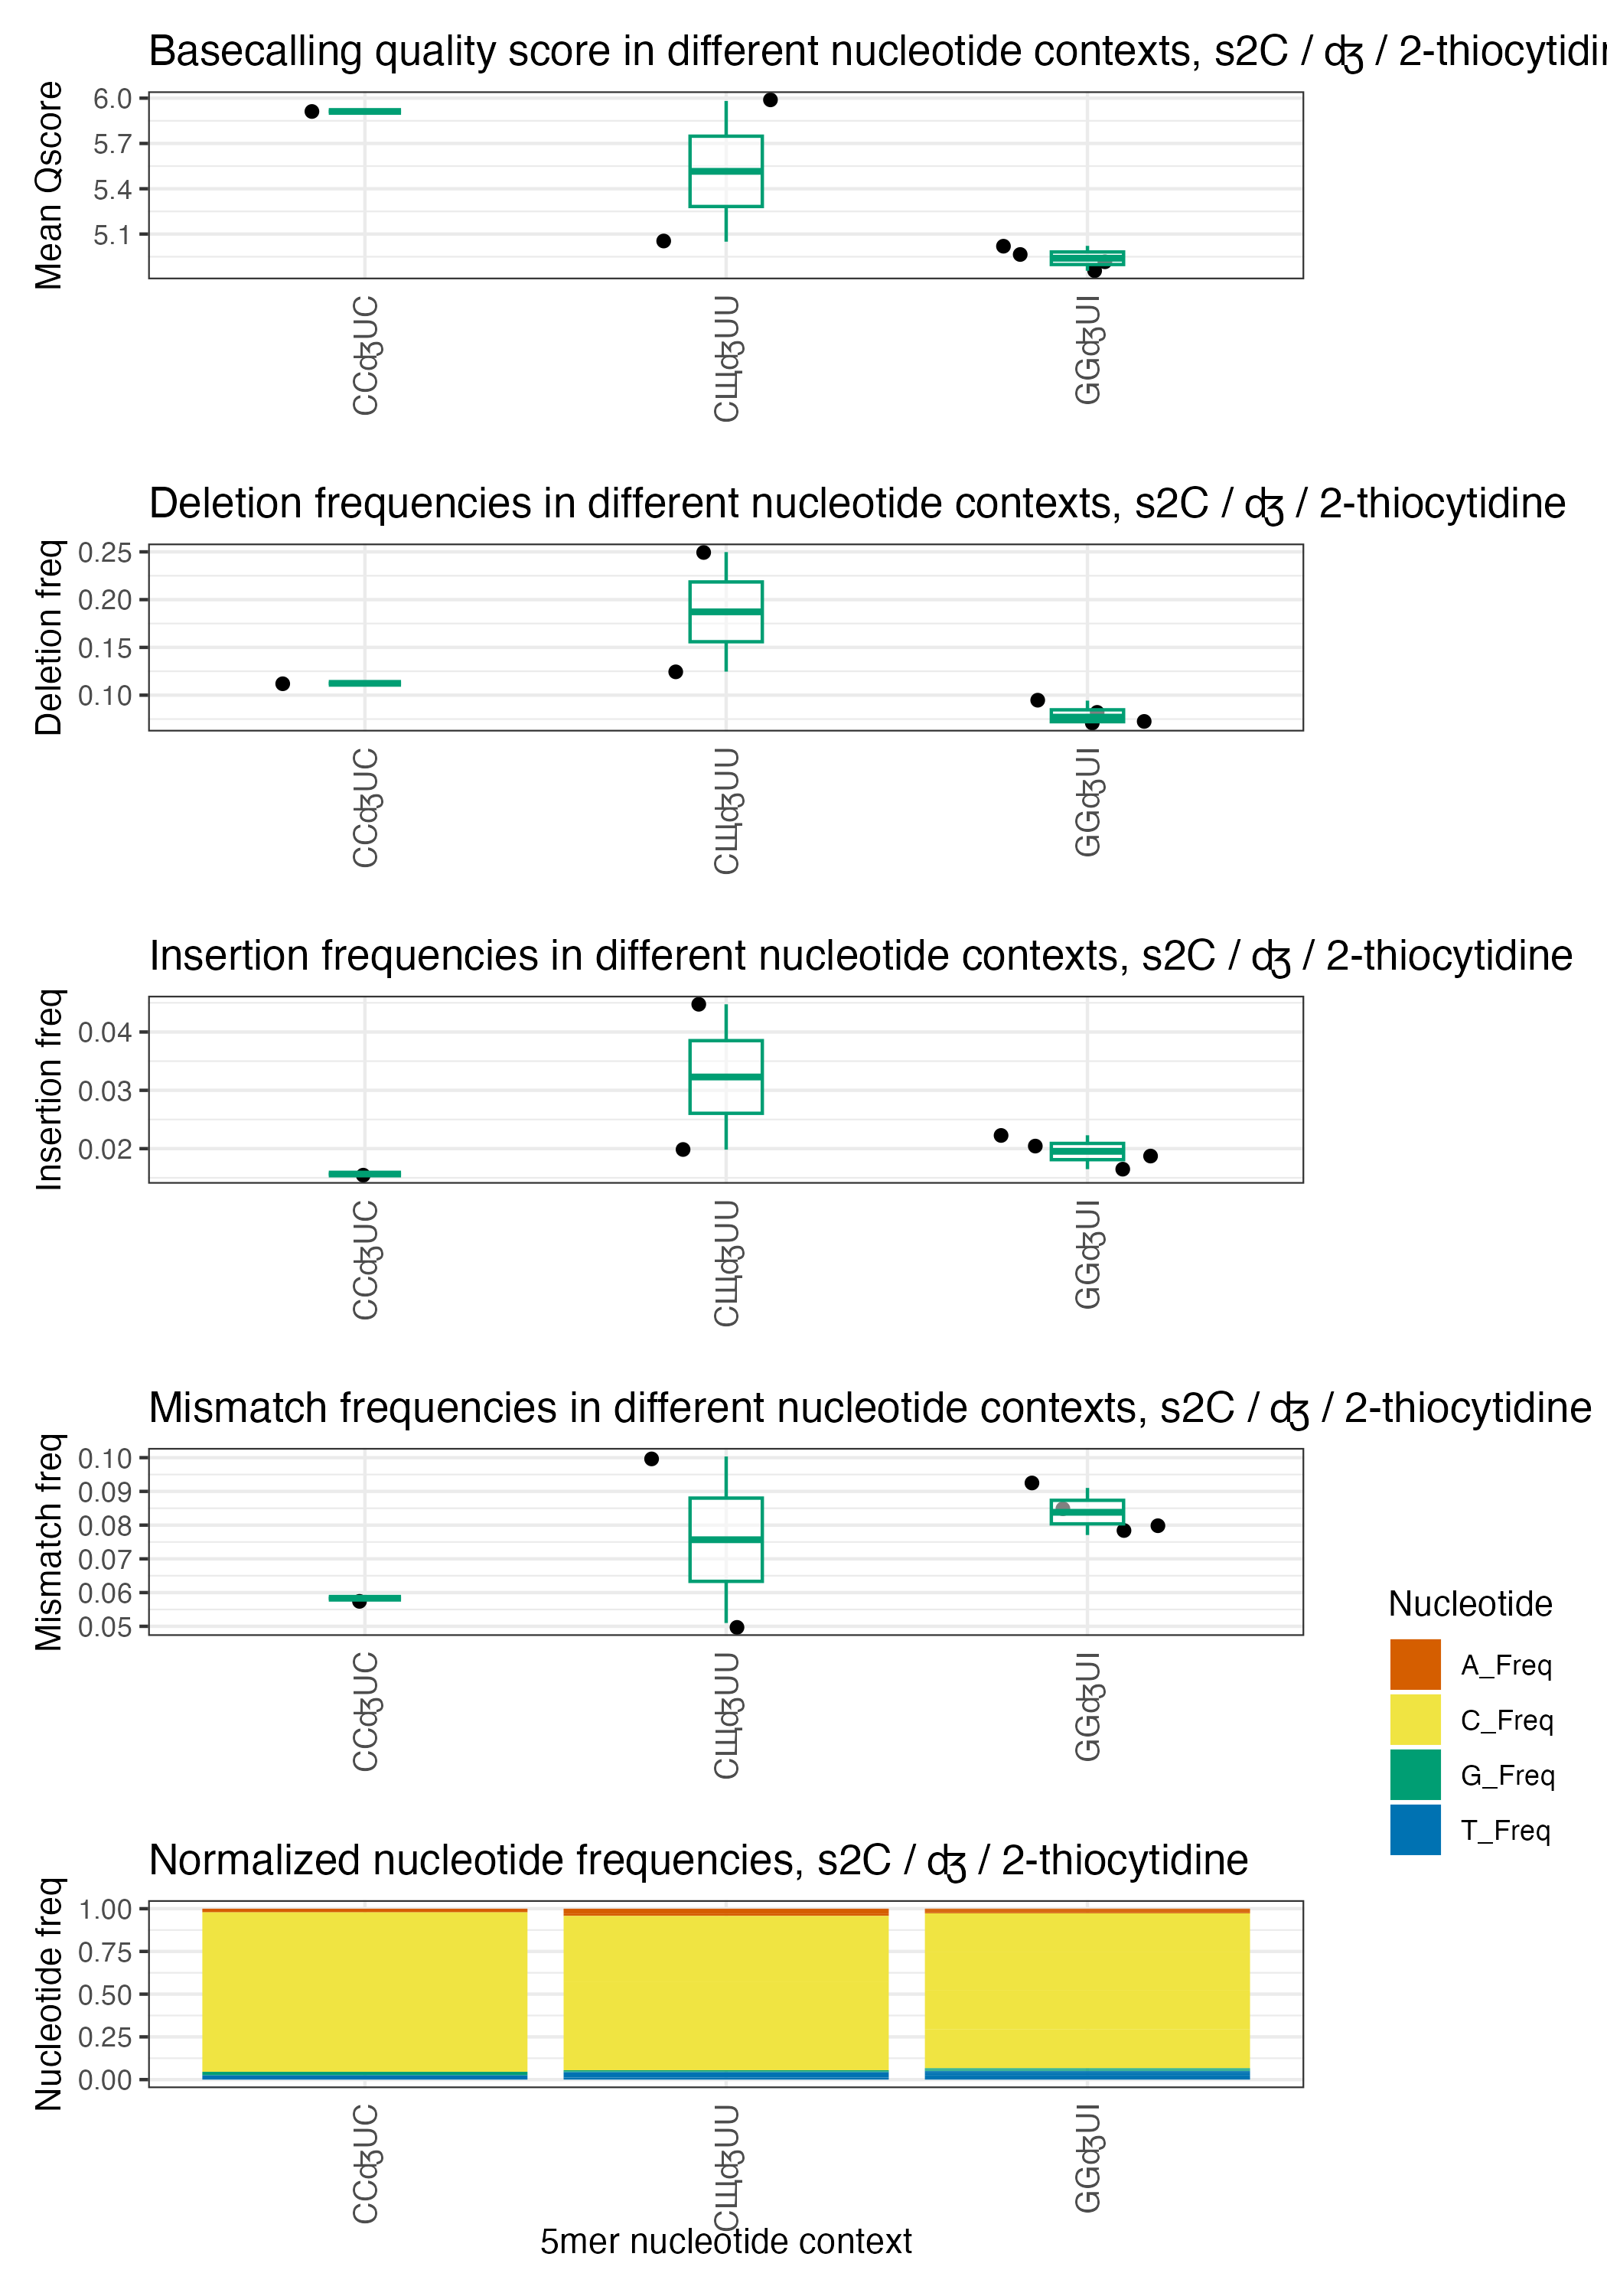 Basecalling quality score in different nucleotide contexts, s2C / ʤ / 2-thiocytidi
Mean Qscore
6.0
5.7
5.4
5.1
CCʤUC
CЩʤUU
GGʤUI
Deletion frequencies in different nucleotide contexts, s2C / ʤ / 2-thiocytidine
Deletion freq
0.25
0.20
0.15
0.10
CCʤUC
CЩʤUU
GGʤUI
Insertion frequencies in different nucleotide contexts, s2C / ʤ / 2-thiocytidine
Insertion freq
0.04
0.03
0.02
CCʤUC
CЩʤUU
GGʤUI
Mismatch frequencies in different nucleotide contexts, s2C / ʤ / 2-thiocytidine
Mismatch freq
0.10
0.09
0.08
0.07
0.06
0.05
CCʤUC
CЩʤUU
GGʤUI
Nucleotide
A_Freq
C_Freq
G_Freq
T_Freq
Normalized nucleotide frequencies, s2C / ʤ / 2-thiocytidine
Nucleotide freq
1.00
0.75
0.50
0.25
0.00
CCʤUC
CЩʤUU
GGʤUI
5mer nucleotide context